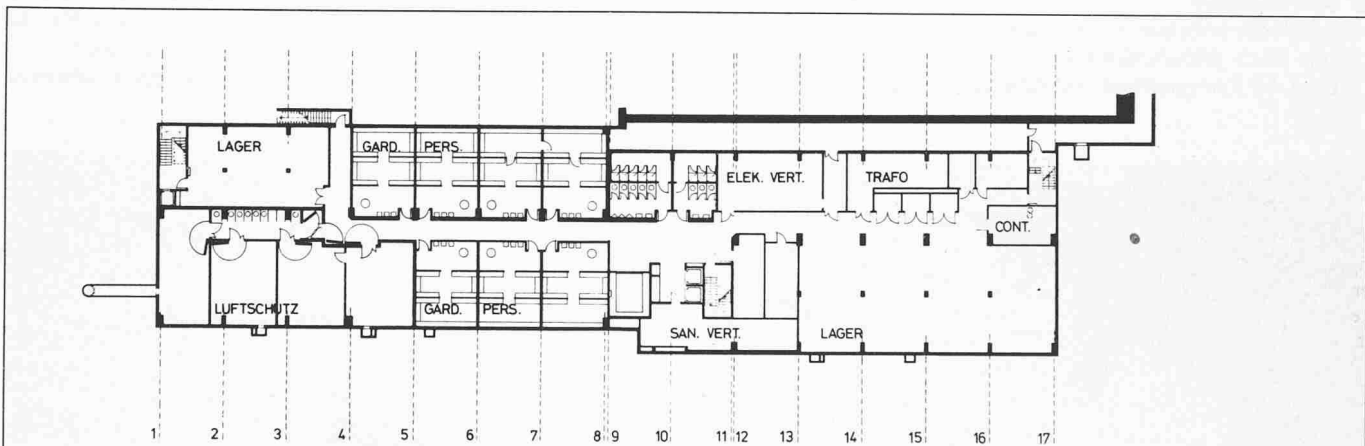 LAGER
GARD. PERS.
ELEK. VERT.
TRAFO
CONT.
LUFTSCHUTZ
GARD. PERS.
SAN. VERT.
LAGER
1 2 3 4 5 6 7 8 9 10 11 12 13 14 15 16 17